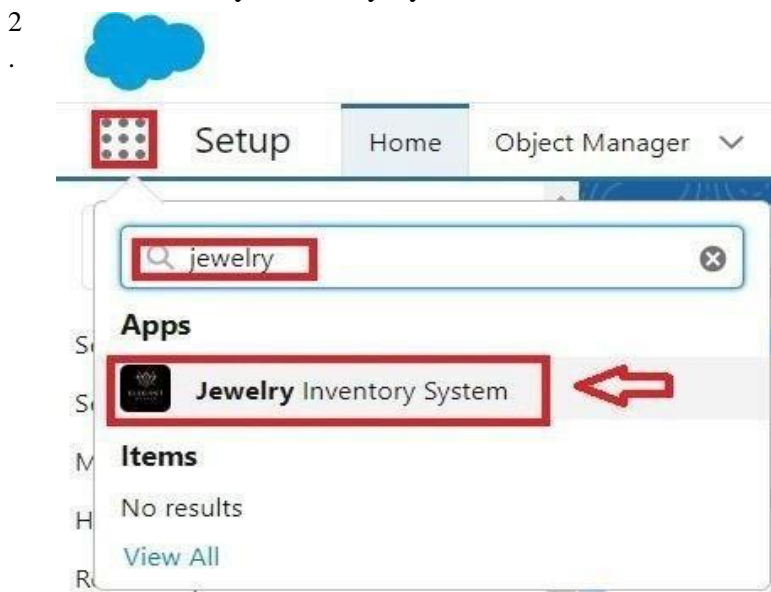 2
.
Setup Home Object Manager
jewelry
Apps
Jewelry Inventory System
Items
No results
View All